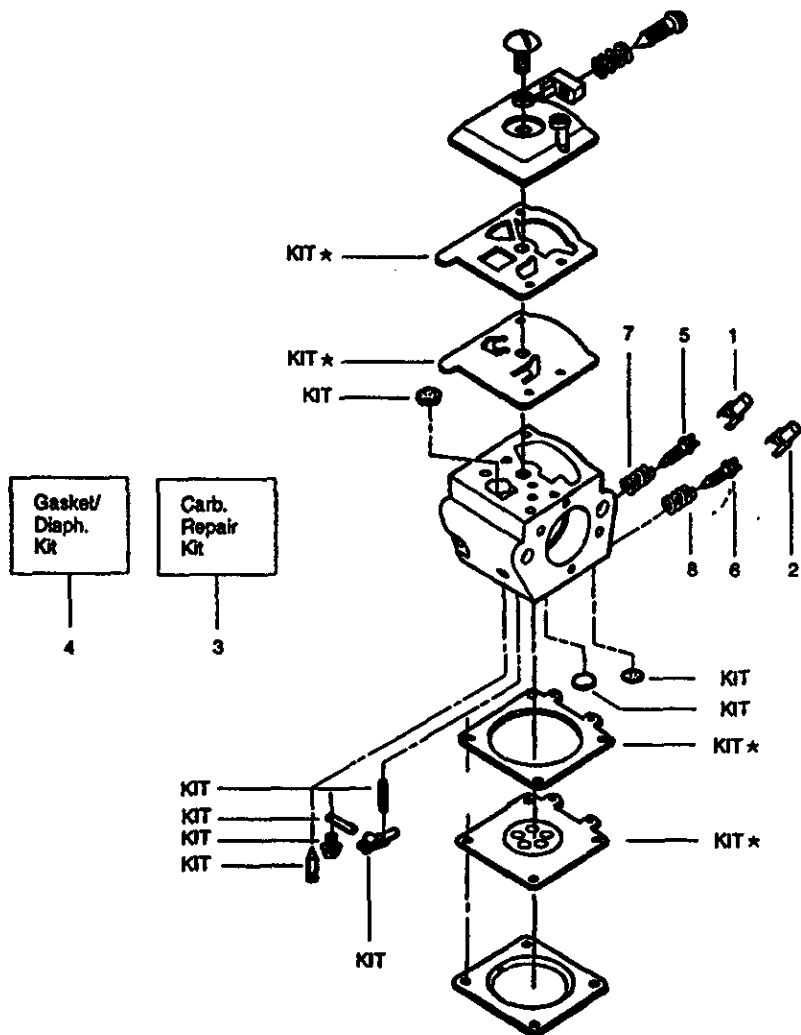 KIT ★
KIT ★
KIT
7
5
1
Gasket/
Diaph.
Kit
Carb.
Repair
Kit
4
3
8
6
2
KIT
KIT
KIT ★
KIT
KIT
KIT
KIT
KIT ★
KIT